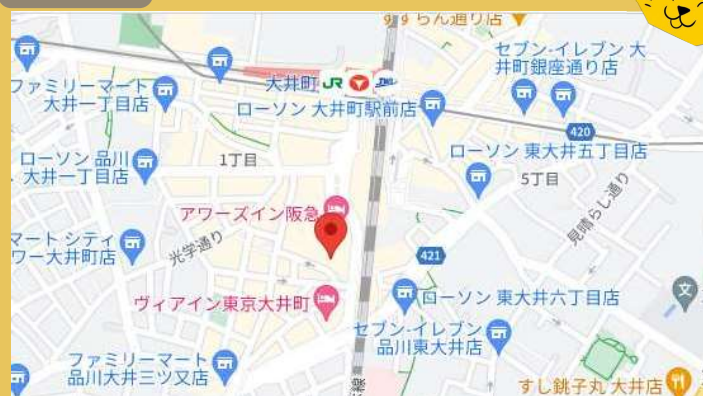 すずらん通り店
セブン-イレブン 大
井町銀座通り店
大井町 JR
ファミリーマート
大井一丁目店
ローソン 大井町駅前店
420
ローソン 品川
大井一丁目店
1丁目
ローソン 東大井五丁目店
5丁目
見晴らし通り
アワーズイン阪急
マート シティ
ワー大井町店
光学通り
421
ヴィアイン東京大井町
ローソン 東大井六丁目店
文
セブン-イレブン
品川東大井店
ファミリーマート
品川大井三ツ又店
すし銚子丸 大井店